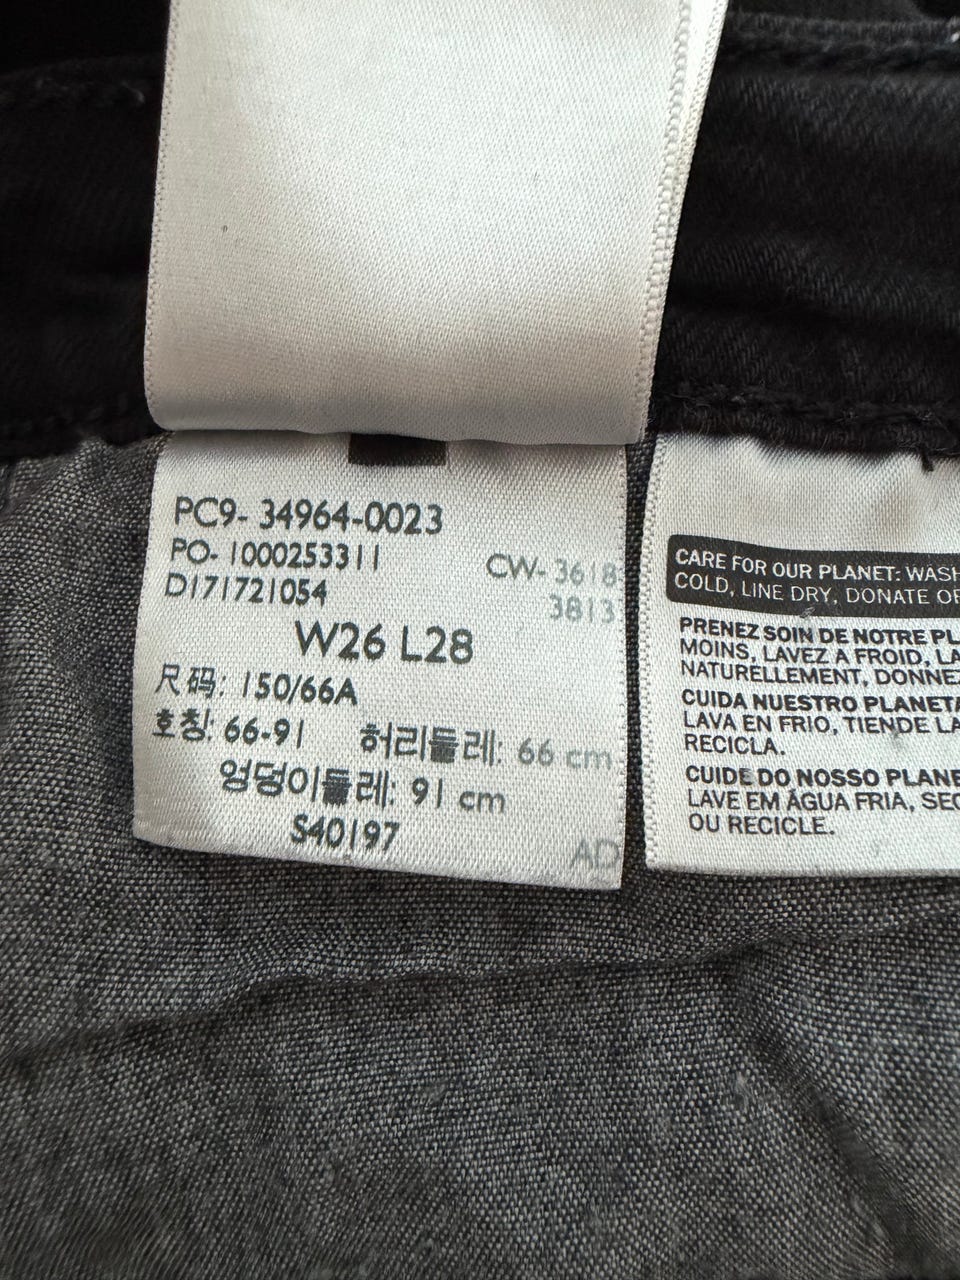 PC9- 34964-0023
PO- 1000253311
CW- 3618
D171721054
3813
W26 L28
尺码: 150/66A
호칭: 66-91 허리둘레: 66 cm
엉덩이둘레: 91 cm
S40197
AD
CARE FOR OUR PLANET: WASH
COLD, LINE DRY, DONATE OR
PRENEZ SOIN DE NOTRE PL
MOINS, LAVEZ A FROID, LA
NATURELLEMENT, DONNEZ
CUIDA NUESTRO PLANETA
LAVA EN FRIO, TIENDE LA
RECICLA.
CUIDE DO NOSSO PLANE
LAVE EM ÁGUA FRIA, SEC
OU RECICLE.